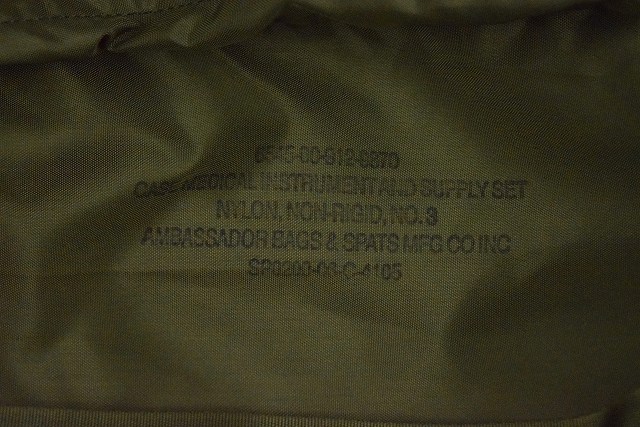 6545-00-912-9870
CASE MEDICAL INSTRUMENT AND SUPPLY SET
NYLON, NON-RIGID, NO. 3
AMBASSADOR BAGS & SPATS MFG CO INC
SP0200-06-C-4105